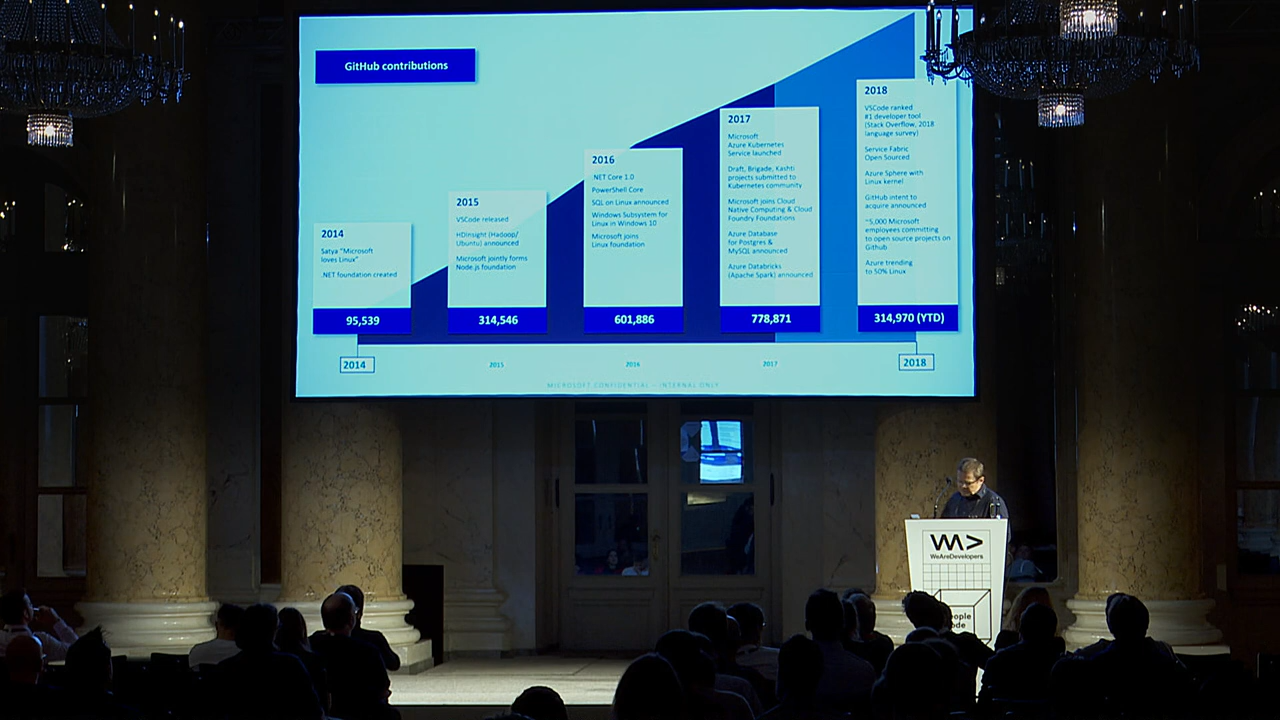 GitHub contributions
2014
Satya "Microsoft
loves Linux"
.NET foundation created
95,539
2015
VSCode released
HDInsight (Hadoop/
Ubuntu) announced
Microsoft jointly forms
Node.js foundation
314,546
2016
.NET Core 1.0
PowerShell Core
SQL on Linux announced
Windows Subsystem for
Linux in Windows 10
Microsoft joins
Linux foundation
601,886
2017
Microsoft
Azure Kubernetes
Service launched
Draft, Brigade, Kashti
projects submitted to
Kubernetes community
Microsoft joins Cloud
Native Computing & Cloud
Foundry Foundations
Azure Database
for Postgres &
MySQL announced
Azure Databricks
(Apache Spark) announced
778,871
2018
VSCode ranked
#1 developer tool
(Stack Overflow, 2018
language survey)
Service Fabric
Open Sourced
Azure Sphere with
Linux kernel
GitHub intent to
acquire announced
~5,000 Microsoft
employees committing
to open source projects on
Github
Azure trending
to 50% Linux
314,970 (YTD)
2014
2015
2016
2017
2018
MICROSOFT CONFIDENTIAL – INTERNAL ONLY
WeAreDevelopers